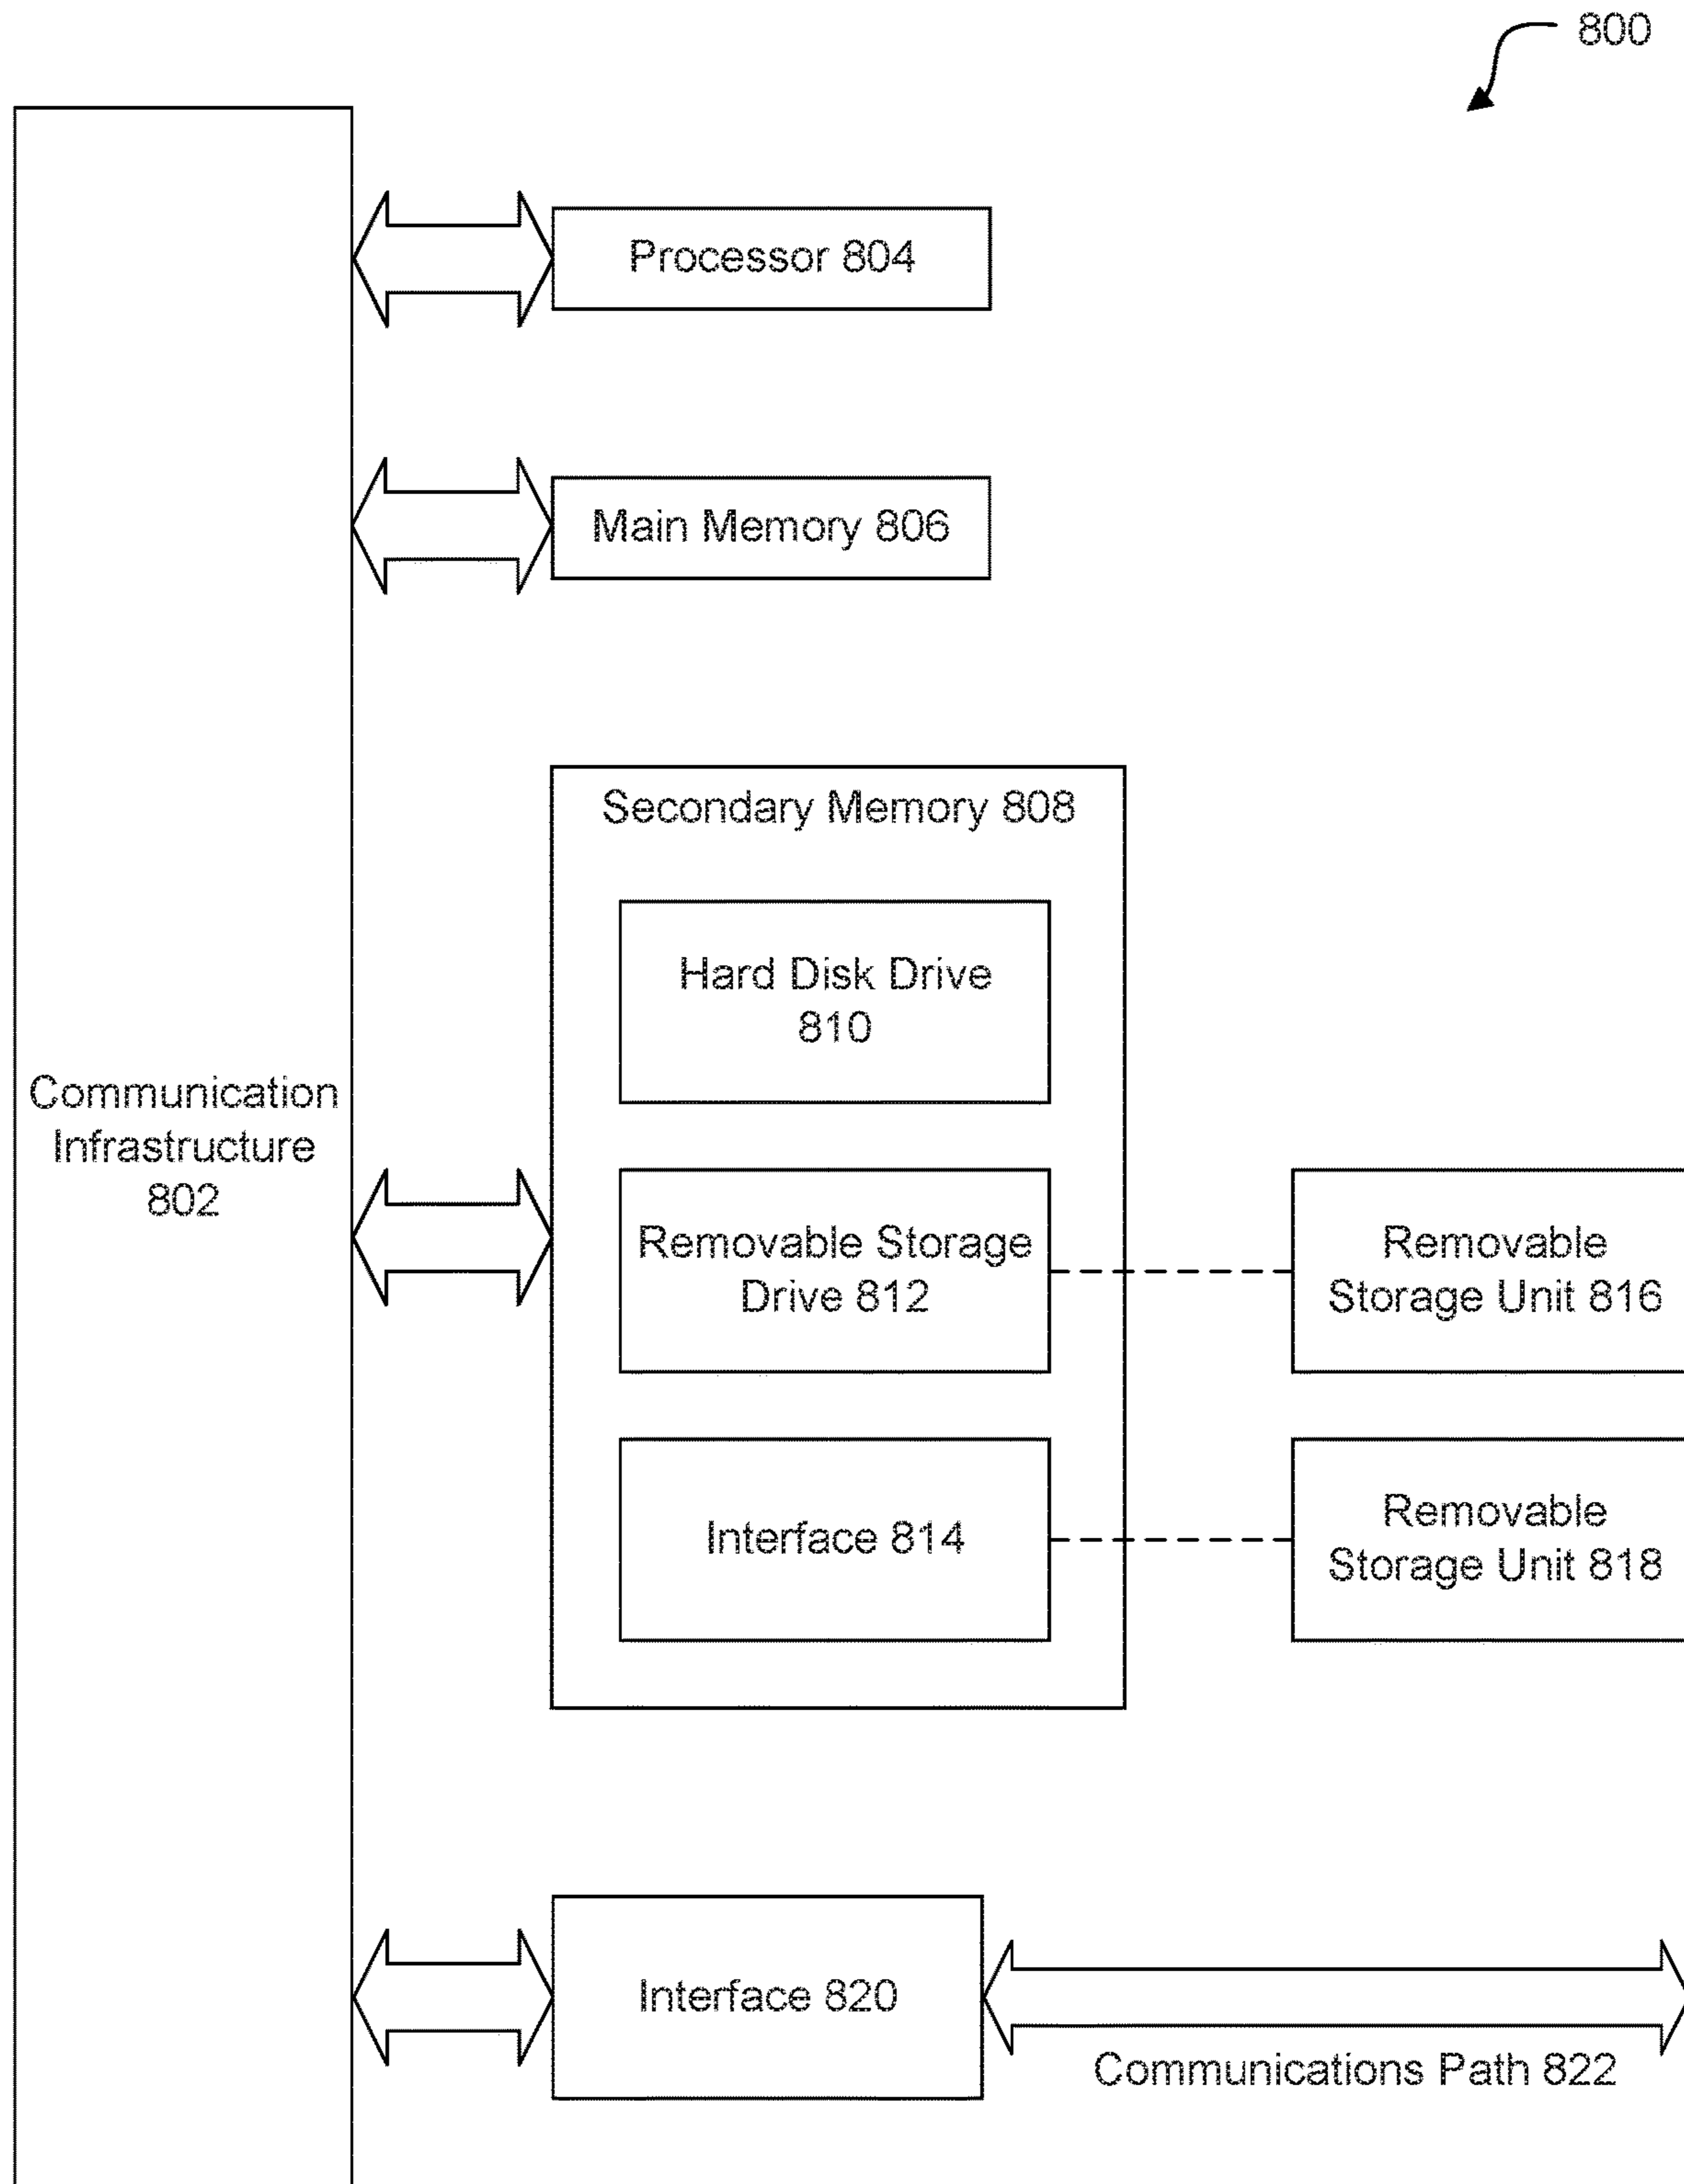 800
Processor 804
Main Memory 806
Secondary Memory 808
Hard Disk Drive
810
Communication
Infrastructure
802
Removable Storage
Drive 812
Removable
Storage Unit 816
Interface 814
Removable
Storage Unit 818
Interface 820
Communications Path 822